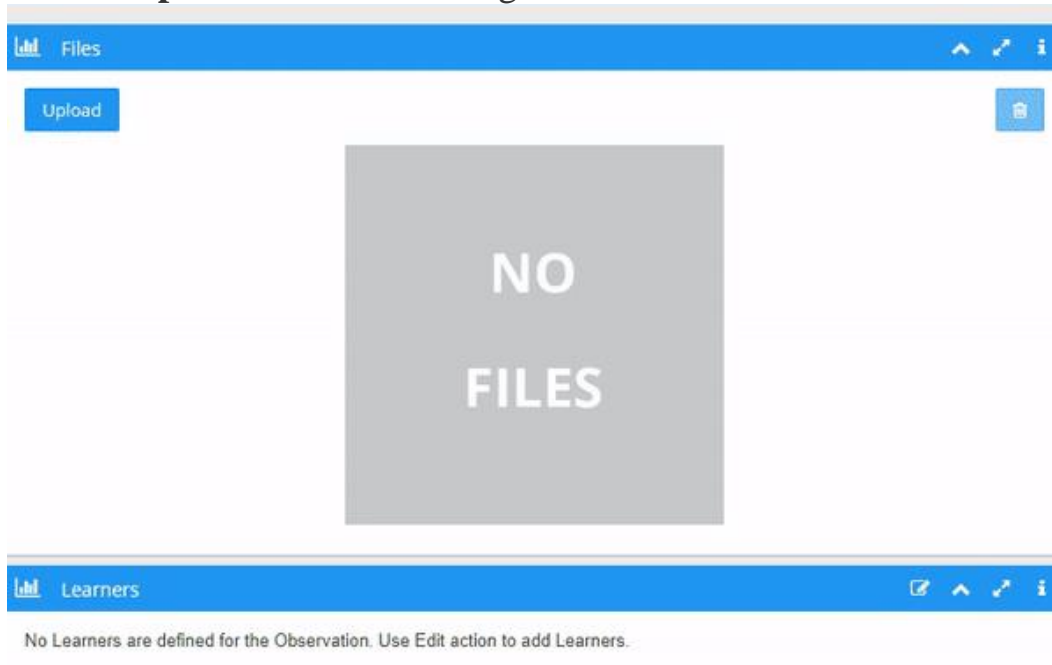 Files
Upload
NO
FILES
Learners
No Learners are defined for the Observation. Use Edit action to add Learners.